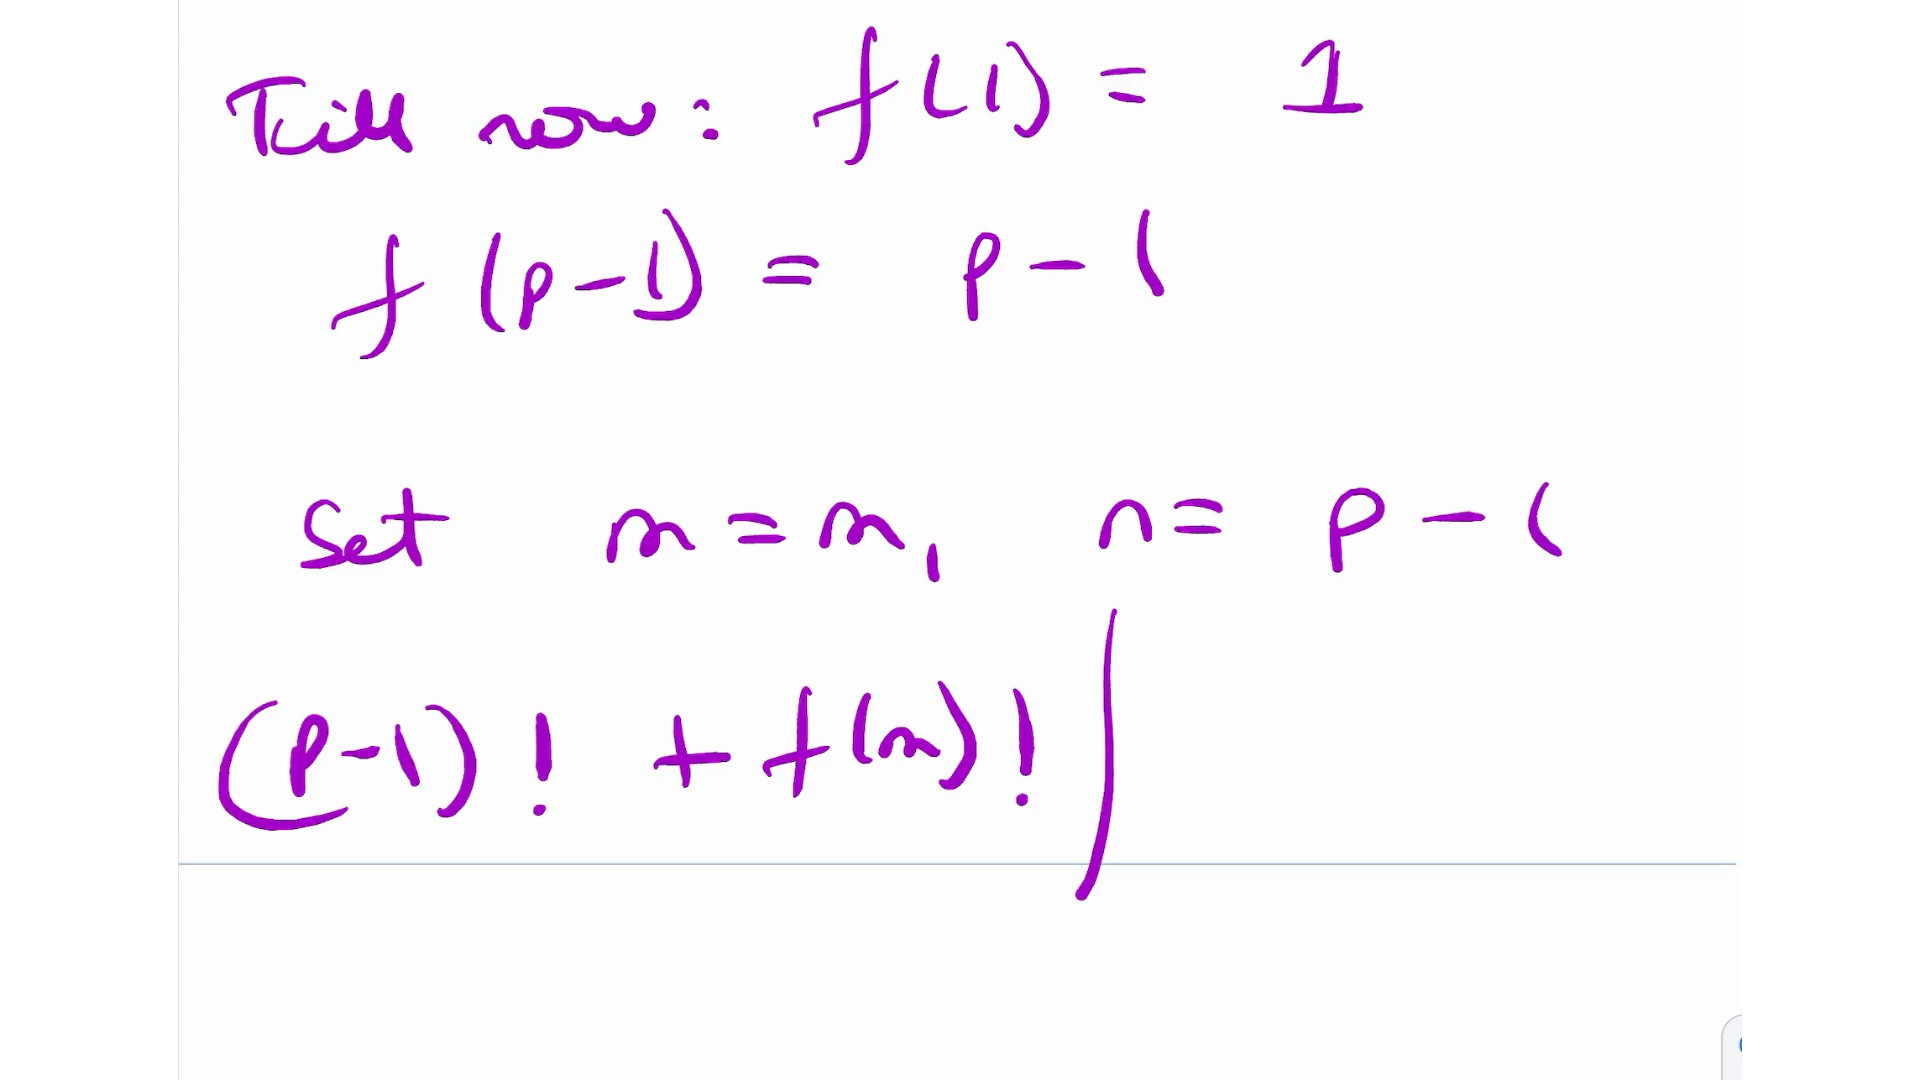 Till now: f(1) = 1
f(p-1) = p-1
Set m=m, n= p-1
(p-1)! + f(m)! |